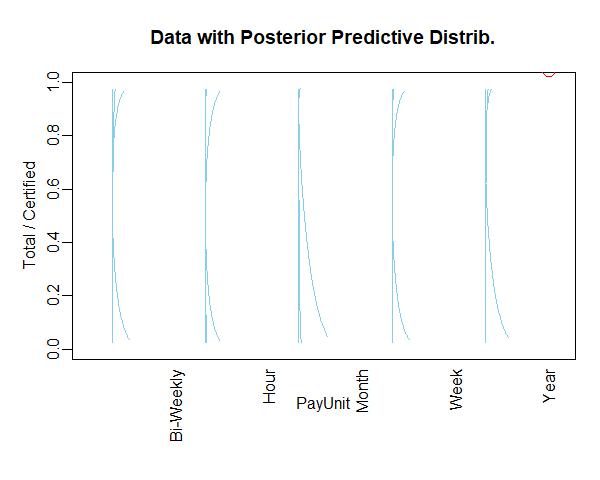 Data with Posterior Predictive Distrib.
Total / Certified
1.0
0.8
0.6
0.4
0.2
0.0
Bi-Weekly
Hour
Month
Week
Year
PayUnit